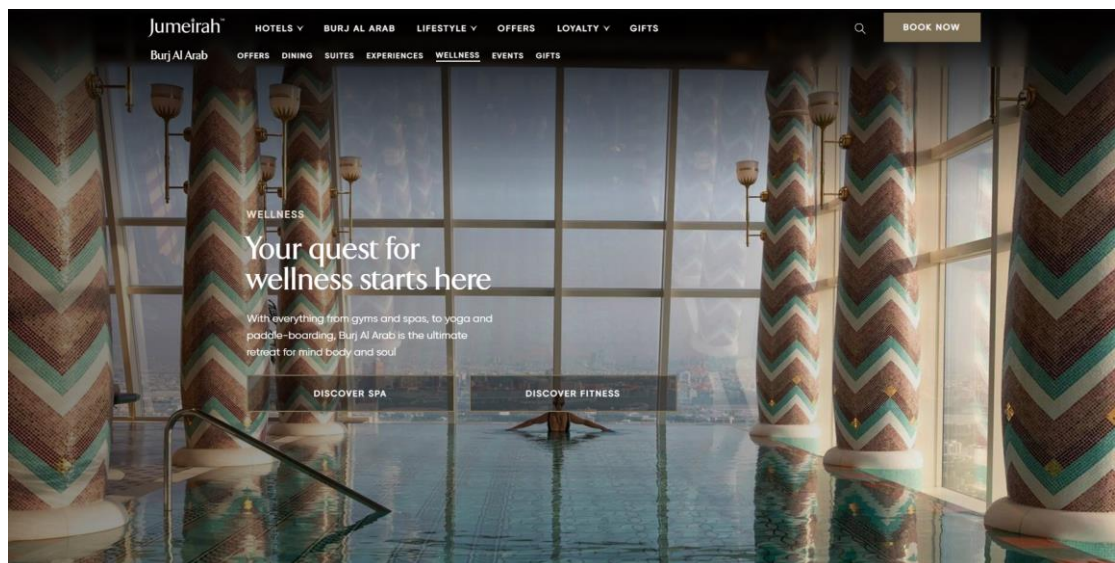 Jumeirah™
HOTELS BURJ AL ARAB LIFESTYLE OFFERS LOYALTY GIFTS
BOOK NOW
Burj Al Arab
OFFERS DINING SUITES EXPERIENCES WELLNESS EVENTS GIFTS
WELLNESS
Your quest for
wellness starts here
With everything from gyms and spas, to yoga and
paddle-boarding, Burj Al Arab is the ultimate
retreat for mind body and soul
DISCOVER SPA
DISCOVER FITNESS